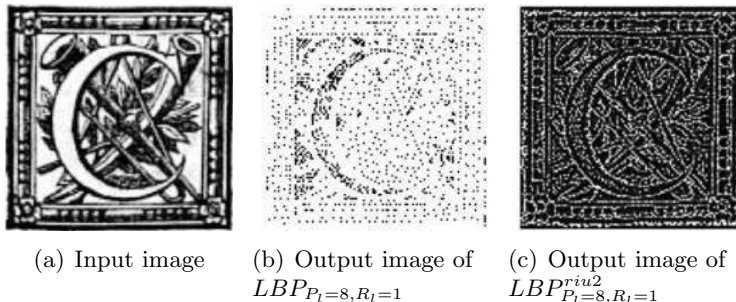 (a) Input image
(b) Output image of
$LBP_{P_l=8,R_l=1}$
(c) Output image of
$LBP^{riu2}_{P_l=8,R_l=1}$